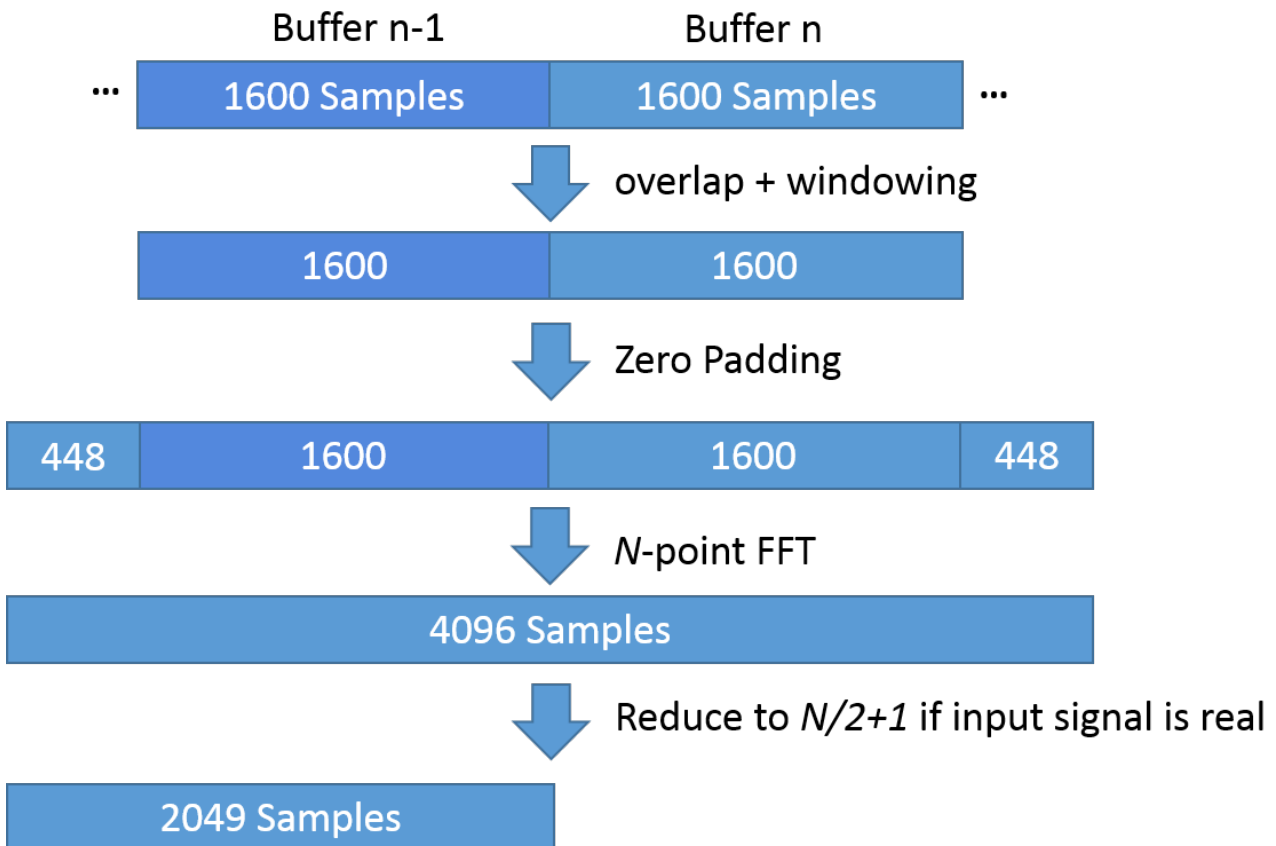 Buffer n-1 Buffer n
... 1600 Samples 1600 Samples ...
overlap + windowing
1600 1600
Zero Padding
448 1600 1600 448
N-point FFT
4096 Samples
Reduce to N/2+1 if input signal is real
2049 Samples